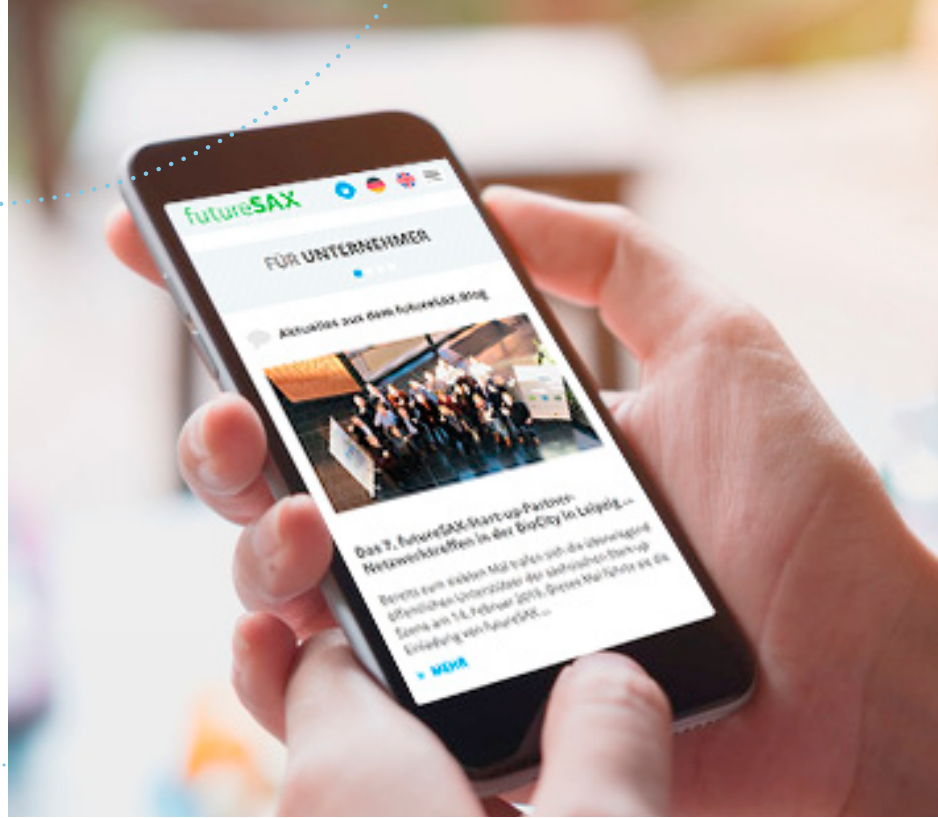 futureSAX
FÜR UNTERNEHMER
Aktuelles aus dem futureSAX-Blog
Das 7. futureSAX-Start-up-Partner-
Netzwerktreffen in der BioCity in Leipzig...
Bereits zum siebten Mal trafen sich die überwiegend
öffentlichen Unterstützer der sächsischen Start-up
Szene am 14. Februar 2019. Dieses Mal führte sie die
Einladung von futureSAX...
MEHR